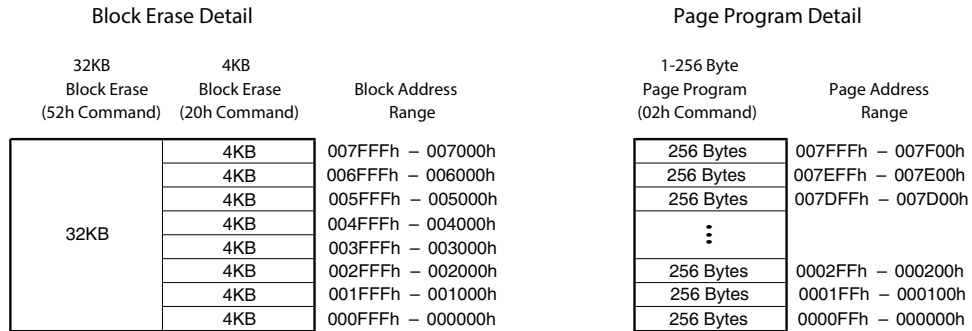 Block Erase Detail Page Program Detail
32KB 4KB 1-256 Byte
Block Erase Block Erase Block Address Page Program Page Address
(52h Command) (20h Command) Range (02h Command) Range
4KB 007FFFh – 007000h 256 Bytes 007FFFh – 007F00h
4KB 006FFFh – 006000h 256 Bytes 007EFFh – 007E00h
4KB 005FFFh – 005000h 256 Bytes 007DFFh – 007D00h
4KB 004FFFh – 004000h
32KB
4KB 003FFFh – 003000h
4KB 002FFFh – 002000h 256 Bytes 0002FFh – 000200h
4KB 001FFFh – 001000h 256 Bytes 0001FFh – 000100h
4KB 000FFFh – 000000h 256 Bytes 0000FFh – 000000h